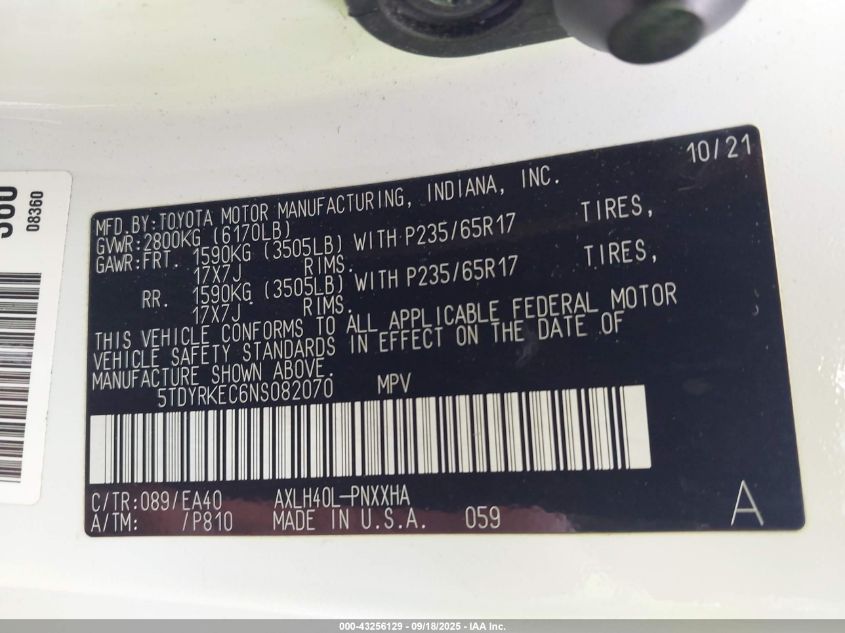 10/21
MFD.BY:TOYOTA MOTOR MANUFACTURING, INDIANA, INC.
GVWR:2800KG (6170LB)
GAWR:FRT. 1590KG (3505LB) WITH P235/65R17 TIRES,
17X7J RIMS.
RR. 1590KG (3505LB) WITH P235/65R17 TIRES,
17X7J RIMS.
THIS VEHICLE CONFORMS TO ALL APPLICABLE FEDERAL MOTOR
VEHICLE SAFETY STANDARDS IN EFFECT ON THE DATE OF
MANUFACTURE SHOWN ABOVE.
5TDYRKEC6NS082070 MPV
C/TR:089/EA40 AXLH40L-PNXXHA
A/TM: /P810 MADE IN U.S.A. 059
A
08360
000-43256129 - 09/18/2025 - IAA Inc.